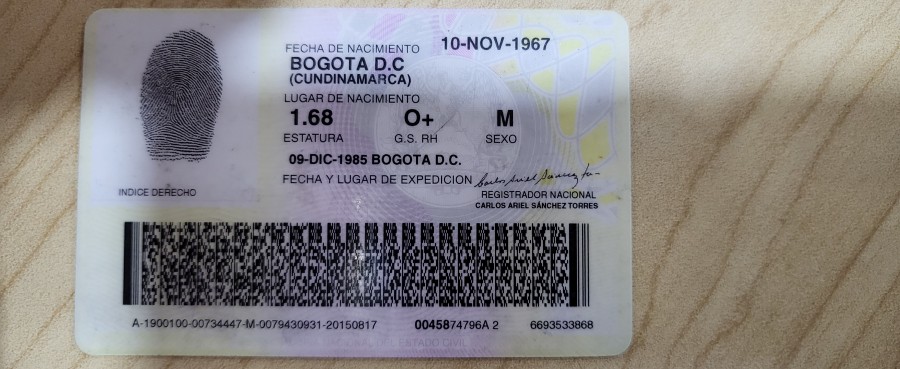 FECHA DE NACIMIENTO 10-NOV-1967
BOGOTA D.C
(CUNDINAMARCA)
LUGAR DE NACIMIENTO
1.68 O+ M
ESTATURA G.S. RH SEXO
09-DIC-1985 BOGOTA D.C.
FECHA Y LUGAR DE EXPEDICION
INDICE DERECHO
REGISTRADOR NACIONAL
CARLOS ARIEL SÁNCHEZ TORRES
A-1900100-00734447-M-0079430931-20150817 0045874796A 2 6693533868
NACIONAL DEL ESTADO CIVIL